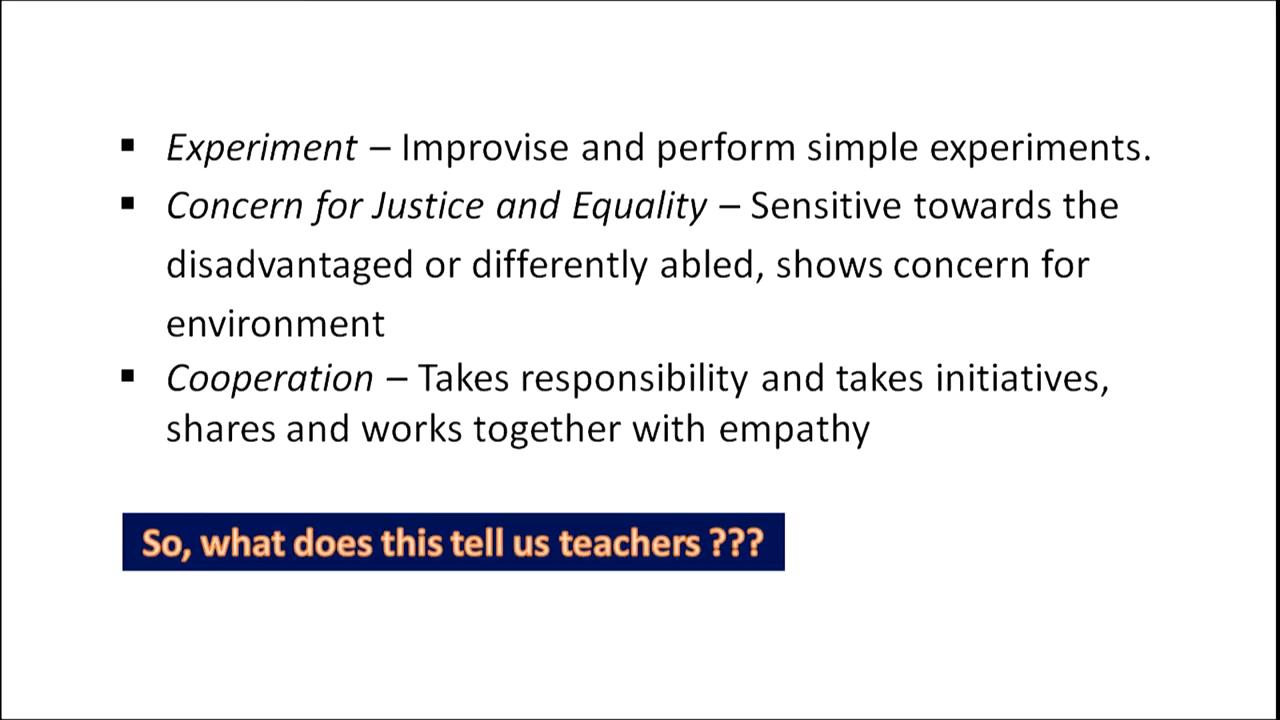 ▪ Experiment – Improvise and perform simple experiments.
▪ Concern for Justice and Equality – Sensitive towards the
disadvantaged or differently abled, shows concern for
environment
▪ Cooperation – Takes responsibility and takes initiatives,
shares and works together with empathy
So, what does this tell us teachers ???